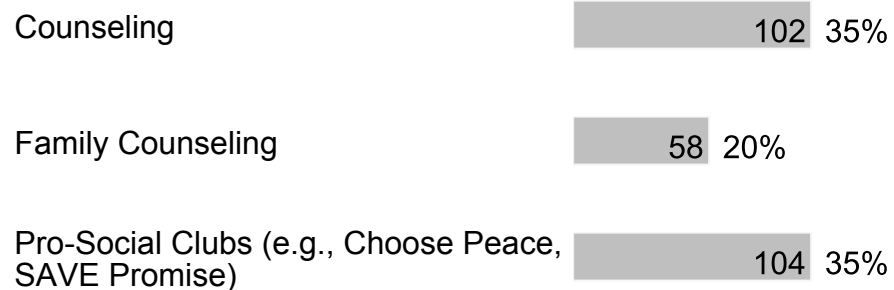 Counseling 102 35%
Family Counseling 58 20%
Pro-Social Clubs (e.g., Choose Peace,
SAVE Promise) 104 35%